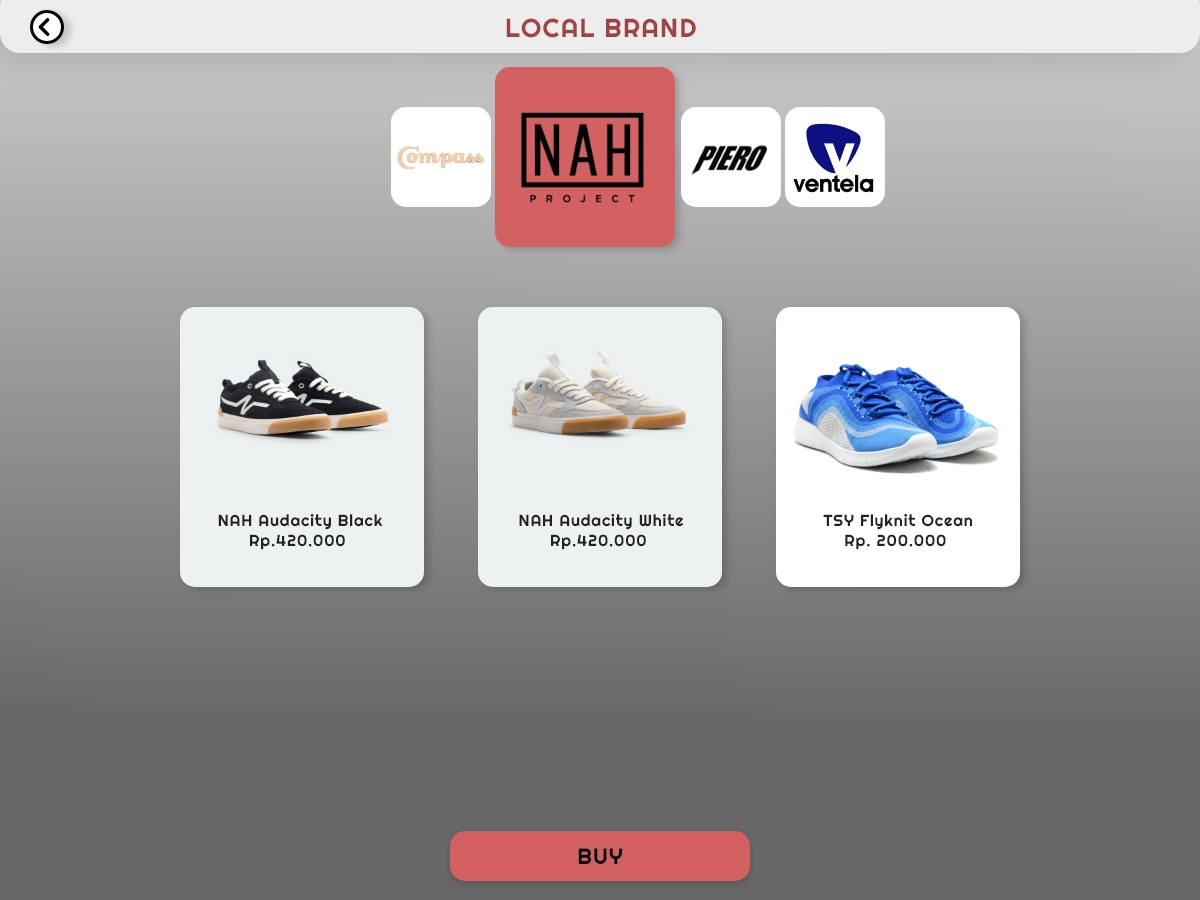 LOCAL BRAND
Compass
NAH
PROJECT
PIERO
ventela
NAH Audacity Black
Rp.420.000
NAH Audacity White
Rp.420.000
TSY Flyknit Ocean
Rp. 200.000
BUY